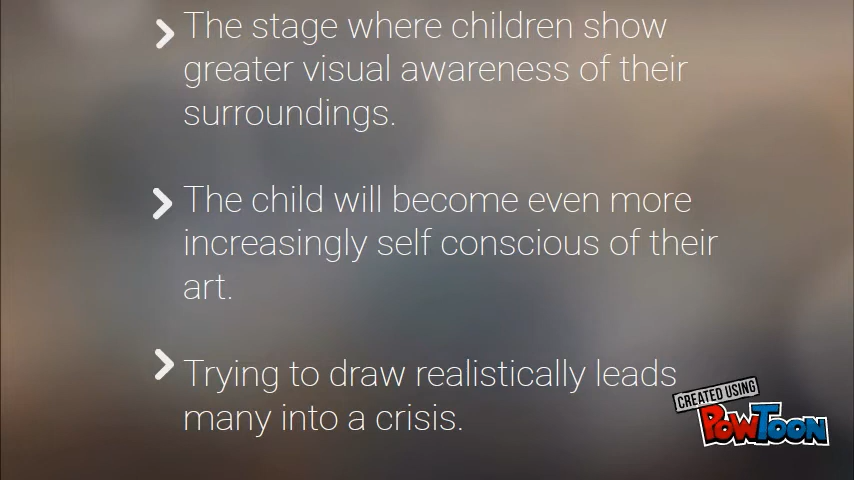 The stage where children show
greater visual awareness of their
surroundings.
The child will become even more
increasingly self conscious of their
art.
Trying to draw realistically leads
many into a crisis.
CREATED USING
POWTOON